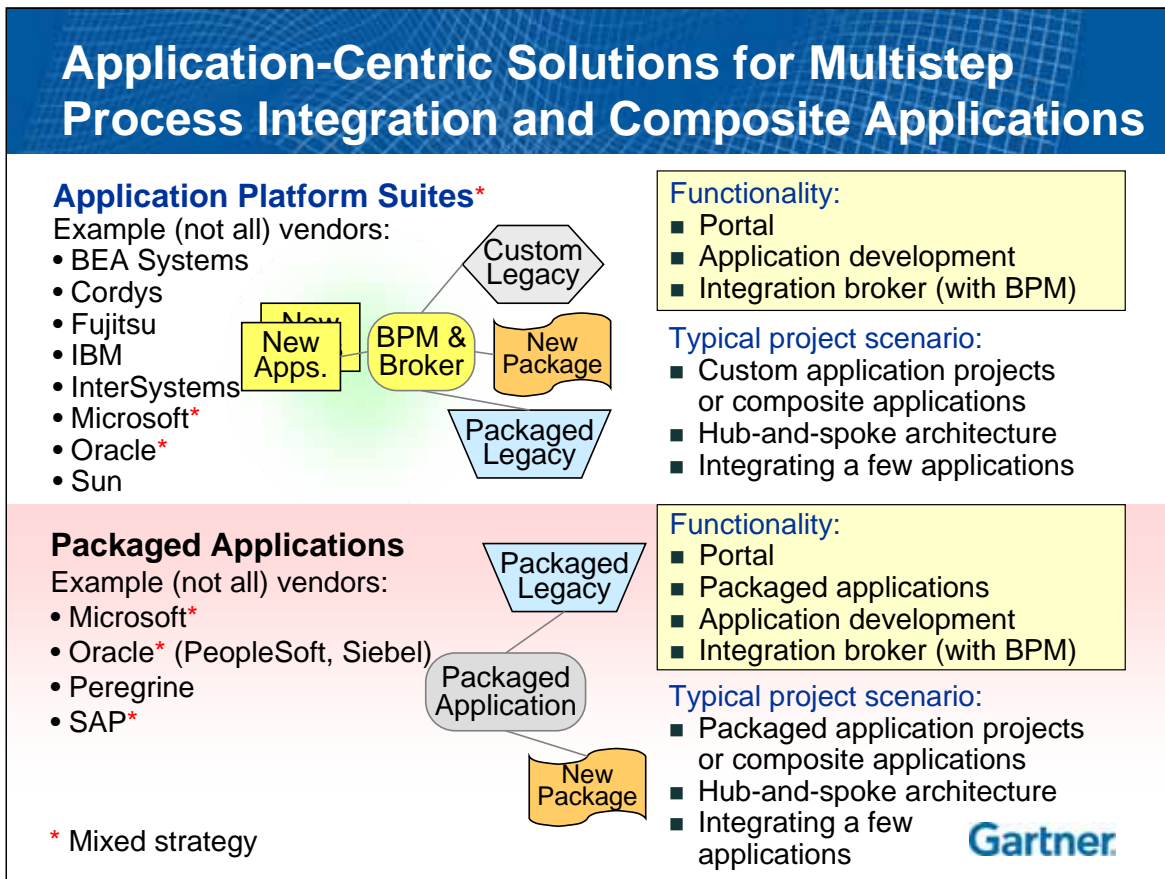 Application-Centric Solutions for Multistep
Process Integration and Composite Applications
Application Platform Suites*
Example (not all) vendors:
• BEA Systems
• Cordys
• Fujitsu
• IBM
• InterSystems
• Microsoft*
• Oracle*
• Sun
Custom
Legacy
New
New
Apps.
BPM &
Broker
New
Package
Packaged
Legacy
Functionality:
■ Portal
■ Application development
■ Integration broker (with BPM)
Typical project scenario:
■ Custom application projects
or composite applications
■ Hub-and-spoke architecture
■ Integrating a few applications
Packaged Applications
Example (not all) vendors:
• Microsoft*
• Oracle* (PeopleSoft, Siebel)
• Peregrine
• SAP*
Packaged
Legacy
Packaged
Application
New
Package
Functionality:
■ Portal
■ Packaged applications
■ Application development
■ Integration broker (with BPM)
Typical project scenario:
■ Packaged application projects
or composite applications
■ Hub-and-spoke architecture
■ Integrating a few
applications
* Mixed strategy
Gartner.